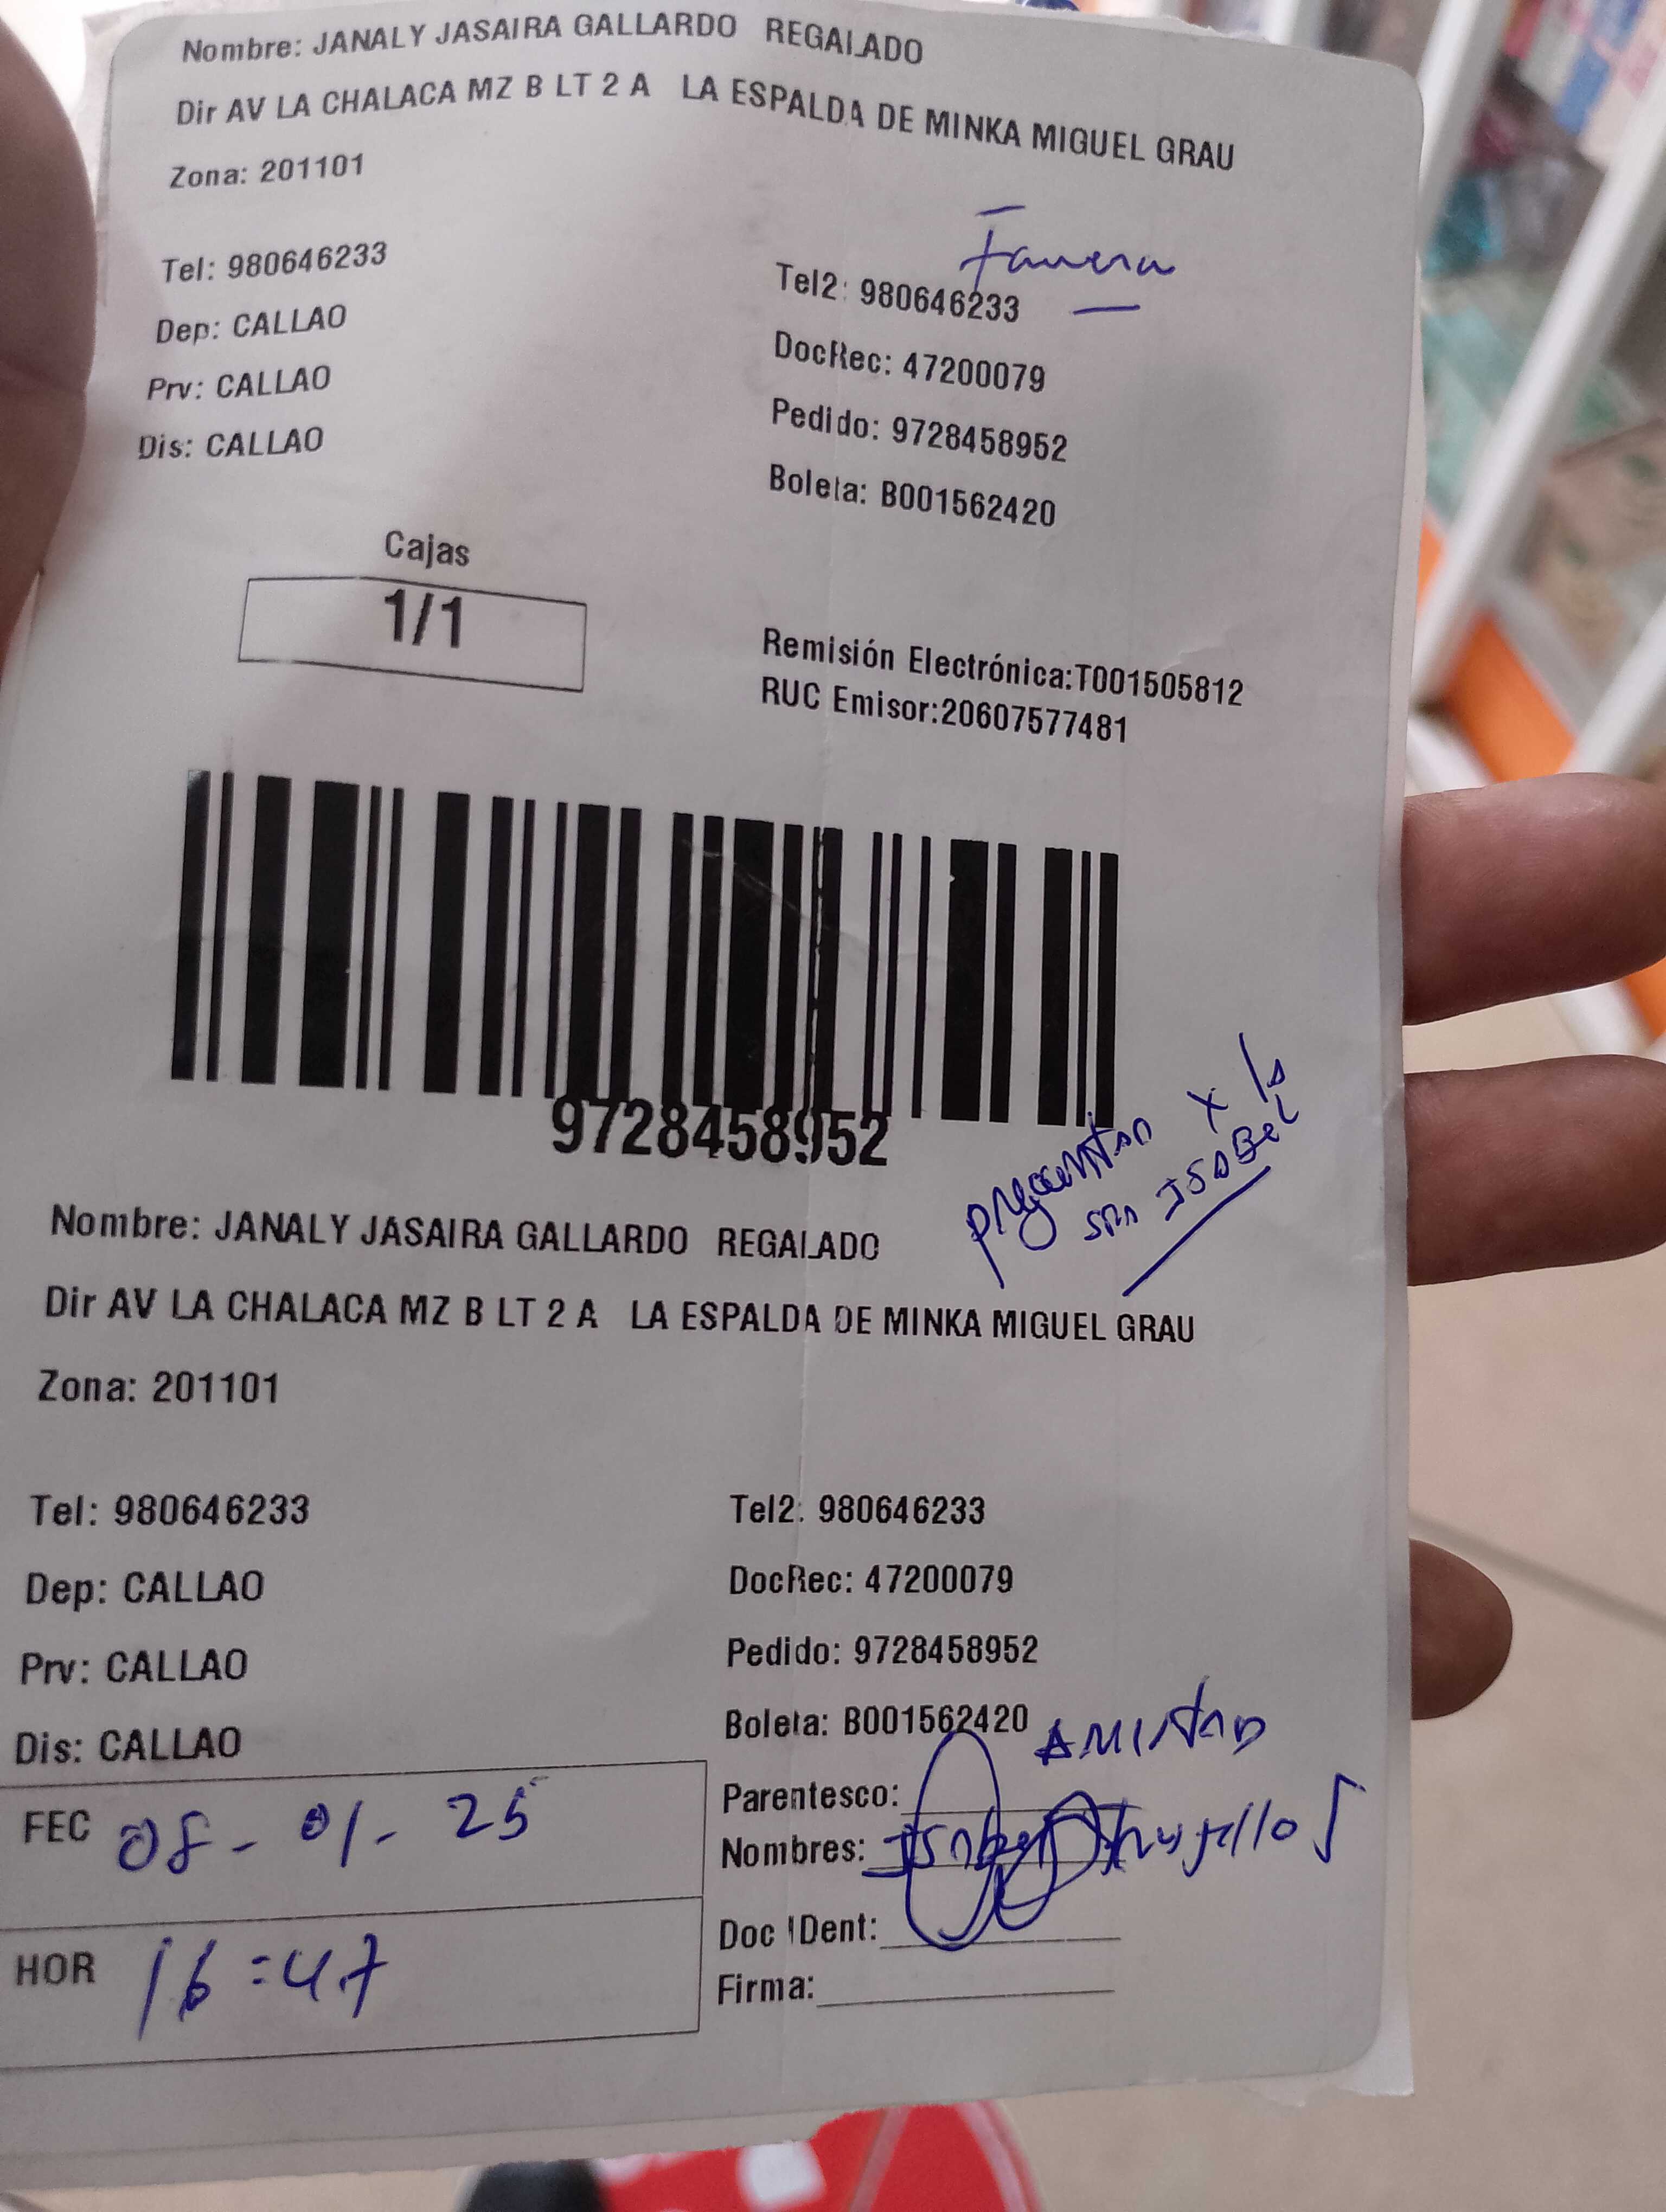 Nombre: JANALY JASAIRA GALLARDO REGALADO
Dir AV LA CHALACA MZ B LT 2 A LA ESPALDA DE MINKA MIGUEL GRAU
Zona: 201101
Tel: 980646233
Tel2: 980646233
Dep: CALLAO
DocRec: 47200079
Prv: CALLAO
Pedido: 9728458952
Dis: CALLAO
Boleta: B001562420
Cajas
1/1
Remisión Electrónica:T001505812
RUC Emisor:20607577481
9728458952
x la
sra ISABEL
Nombre: JANALY JASAIRA GALLARDO REGALADO
Dir AV LA CHALACA MZ B LT 2 A LA ESPALDA DE MINKA MIGUEL GRAU
Zona: 201101
Tel: 980646233
Tel2: 980646233
Dep: CALLAO
DocRec: 47200079
Prv: CALLAO
Pedido: 9728458952
Dis: CALLAO
Boleta: B001562420
AMISTAD
FEC 08-01-25
Parentesco:
Nombres: Isabel
HOR 16:47
Doc IDent:
Firma: